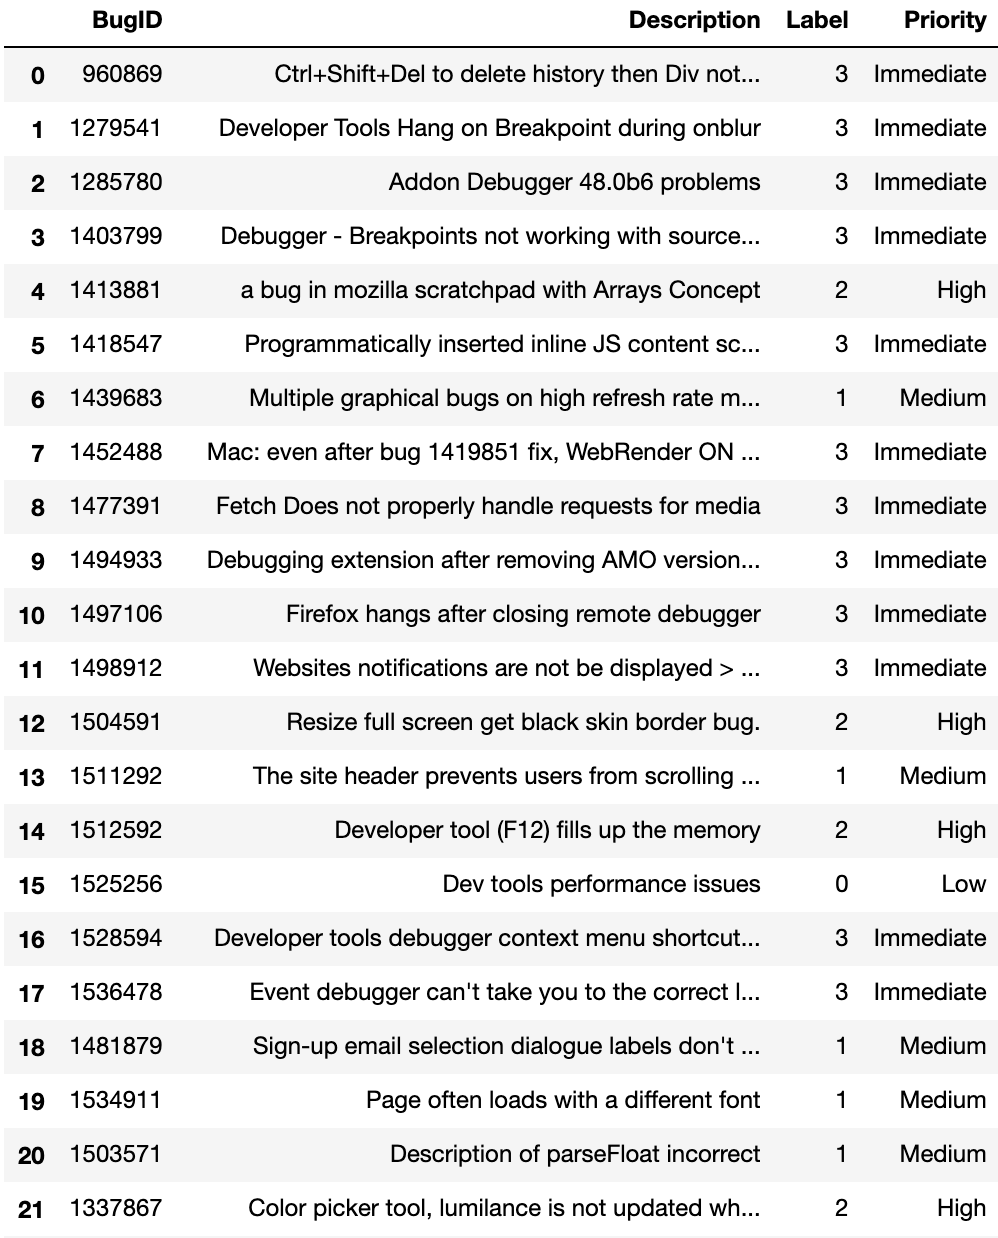 BugID Description Label Priority
0 960869 Ctrl+Shift+Del to delete history then Div not... 3 Immediate
1 1279541 Developer Tools Hang on Breakpoint during onblur 3 Immediate
2 1285780 Addon Debugger 48.0b6 problems 3 Immediate
3 1403799 Debugger - Breakpoints not working with source... 3 Immediate
4 1413881 a bug in mozilla scratchpad with Arrays Concept 2 High
5 1418547 Programmatically inserted inline JS content sc... 3 Immediate
6 1439683 Multiple graphical bugs on high refresh rate m... 1 Medium
7 1452488 Mac: even after bug 1419851 fix, WebRender ON ... 3 Immediate
8 1477391 Fetch Does not properly handle requests for media 3 Immediate
9 1494933 Debugging extension after removing AMO version... 3 Immediate
10 1497106 Firefox hangs after closing remote debugger 3 Immediate
11 1498912 Websites notifications are not be displayed > ... 3 Immediate
12 1504591 Resize full screen get black skin border bug. 2 High
13 1511292 The site header prevents users from scrolling ... 1 Medium
14 1512592 Developer tool (F12) fills up the memory 2 High
15 1525256 Dev tools performance issues 0 Low
16 1528594 Developer tools debugger context menu shortcut... 3 Immediate
17 1536478 Event debugger can't take you to the correct l... 3 Immediate
18 1481879 Sign-up email selection dialogue labels don't ... 1 Medium
19 1534911 Page often loads with a different font 1 Medium
20 1503571 Description of parseFloat incorrect 1 Medium
21 1337867 Color picker tool, lumilance is not updated wh... 2 High